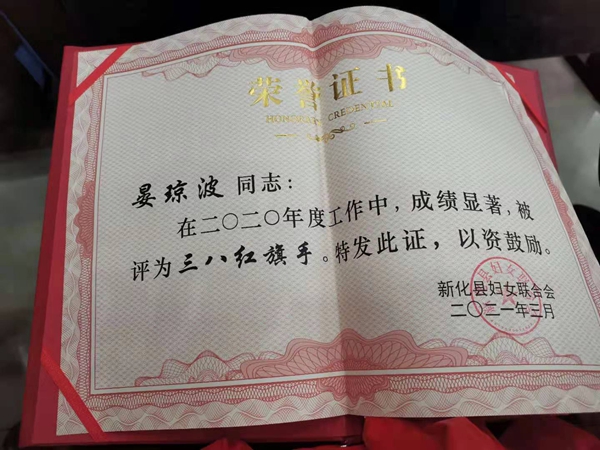 荣誉证书
HONORARY CREDENTIAL
晏琼波同志：
在二〇二〇年度工作中，成绩显著，被
评为三八红旗手。特发此证，以资鼓励。
新化县妇女联合会
二〇二一年三月